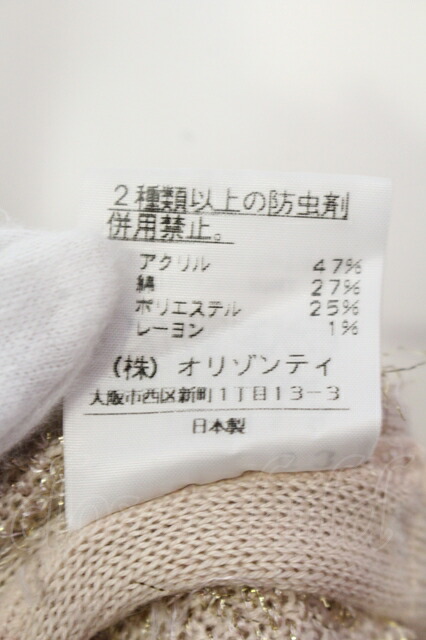 ２種類以上の防虫剤
併用禁止。
アクリル 47%
綿 27%
ポリエステル 25%
レーヨン 1%
（株）オリゾンティ
大阪市西区新町1丁目13-3
日本製